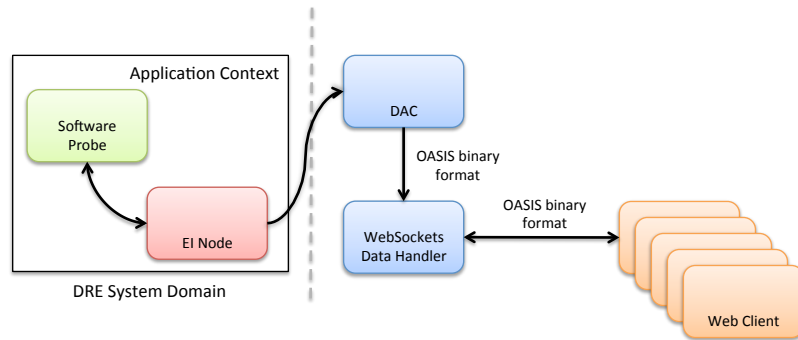 Application Context
Software
Probe
EI Node
DRE System Domain
DAC
OASIS binary
format
WebSockets
Data Handler
OASIS binary
format
Web Client